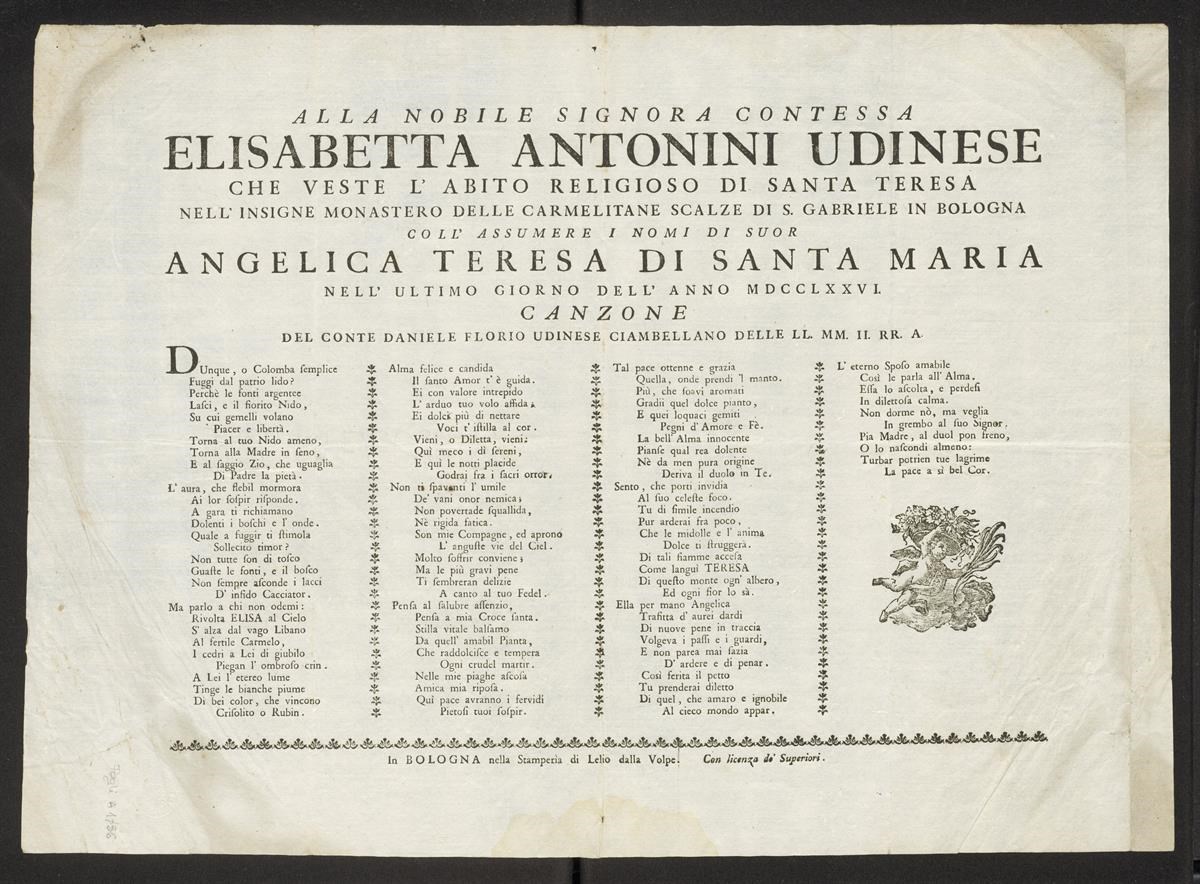 ALLA NOBILE SIGNORA CONTESSA
ELISABETTA ANTONINI UDINESE
CHE VESTE L' ABITO RELIGIOSO DI SANTA TERESA
NELL' INSIGNE MONASTERO DELLE CARMELITANE SCALZE DI S. GABRIELE IN BOLOGNA
COLL' ASSUMERE I NOMI DI SUOR
ANGELICA TERESA DI SANTA MARIA
NELL' ULTIMO GIORNO DELL' ANNO MDCCLXXVI.
CANZONE
DEL CONTE DANIELE FLORIO UDINESE CIAMBELLANO DELLE LL. MM. II. RR. A.
DUnque, o Colomba ſemplice
Fuggi dal patrio lido?
Perchè le fonti argentee
Laſci, e il fiorito Nido,
Su cui gemelli volano
Piacer e libertà.
Torna al tuo Nido ameno,
Torna alla Madre in ſeno,
E al ſaggio Zio, che uguaglia
Di Padre la pietà.
L' aura, che flebil mormora
Ai lor ſoſpir riſponde.
A gara ti richiamano
Dolenti i boſchi e l' onde.
Quale a fuggir ti ſtimola
Sollecito timor?
Non tutte ſon di toſco
Guaſte le fonti, e il boſco
Non ſempre aſconde i lacci
D' infido Cacciator.
Ma parlo a chi non odemi:
Rivolta ELISA al Cielo
S' alza dal vago Libano
Al fertile Carmelo,
I cedri a Lei di giubilo
Piegan l' ombroſo crin.
A Lei l' etereo lume
Tinge le bianche piume
Di bei color, che vincono
Criſolito o Rubin.
Alma felice e candida
Il ſanto Amor t' è guida.
Ei con valore intrepido
L' arduo tuo volo affida,
Ei dolce più di nettare
Voci t' iſtilla al cor.
Vieni, o Diletta, vieni:
Quì meco i dì ſereni,
E quì le notti placide
Godrai fra i ſacri orror.
Non ti ſpaventi l' umile
De' vani onor nemica;
Non povertade ſquallida,
Nè rigida fatica.
Son mie Compagne, ed aprono
L' anguſte vie del Ciel.
Molto ſoffrir conviene;
Ma le più gravi pene
Ti ſembreran delizie
A canto al tuo Fedel.
Penſa al ſalubre aſſenzio,
Penſa a mia Croce ſanta.
Stilla vitale balſamo
Da quell' amabil Pianta,
Che raddolciſce e tempera
Ogni crudel martir.
Nelle mie piaghe aſcoſa
Amica mia ripoſa.
Quì pace avranno i fervidi
Pietoſi tuoi ſoſpir.
Tal pace ottenne e grazia
Quella, onde prendi 'l manto.
Più, che ſoavi aromati
Gradii quel dolce pianto,
E quei loquaci gemiti
Pegni d' Amore e Fè.
La bell' Alma innocente
Pianſe qual rea dolente
Nè da men pura origine
Deriva il duolo in Te.
Sento, che porti invidia
Al ſuo celeſte foco.
Tu di ſimile incendio
Pur arderai fra poco,
Che le midolle e l' anima
Dolce ti ſtruggerà.
Di tali fiamme acceſa
Come languì TERESA
Di queſto monte ogn' albero,
Ed ogni fior lo sà.
Ella per mano Angelica
Trafitta d' aurei dardi
Di nuove pene in traccia
Volgeva i paſſi e i guardi,
E non parea mai ſazia
D' ardere e di penar.
Così ferita il petto
Tu prenderai diletto
Di quel, che amaro e ignobile
Al cieco mondo appar.
L' eterno Spoſo amabile
Così le parla all' Alma.
Eſſa lo aſcolta, e perdeſi
In dilettoſa calma.
Non dorme nò, ma veglia
In grembo al ſuo Signor.
Pia Madre, al duol pon freno,
O lo naſcondi almeno:
Turbar potrien tue lagrime
La pace a sì bel Cor.
In BOLOGNA nella Stamperia di Lelio dalla Volpe. Con licenza de' Superiori.